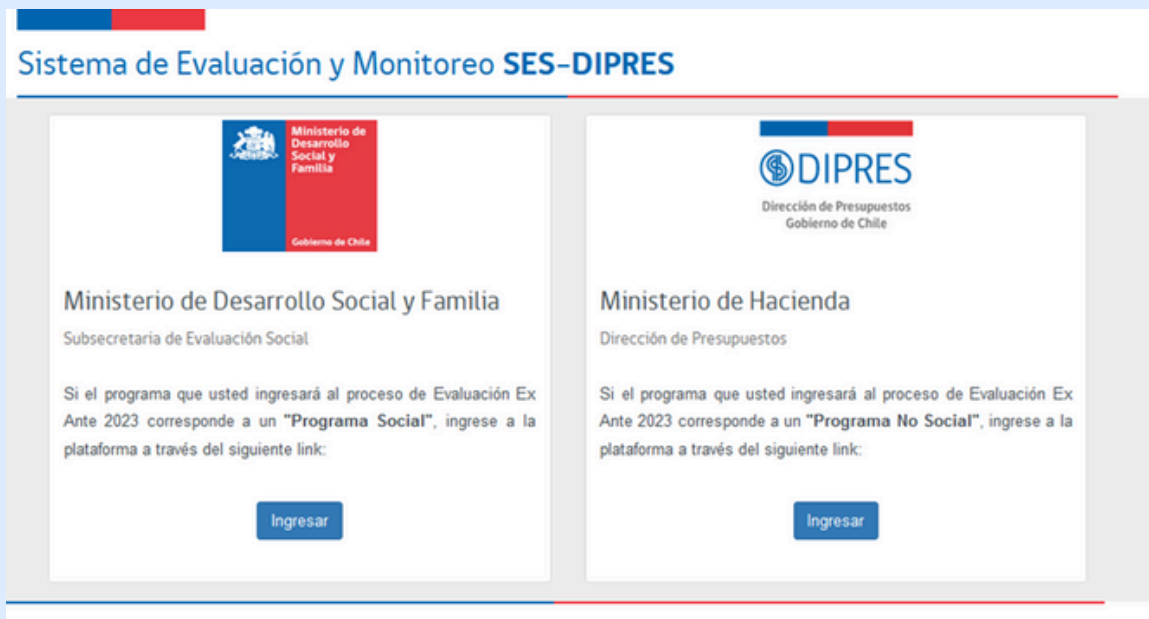 Sistema de Evaluación y Monitoreo SES-DIPRES
Ministerio de
Desarrollo
Social y
Familia
Gobierno de Chile
Ministerio de Desarrollo Social y Familia
Subsecretaria de Evaluación Social
Si el programa que usted ingresará al proceso de Evaluación Ex
Ante 2023 corresponde a un "Programa Social", ingrese a la
plataforma a través del siguiente link:
Ingresar
DIPRES
Dirección de Presupuestos
Gobierno de Chile
Ministerio de Hacienda
Dirección de Presupuestos
Si el programa que usted ingresará al proceso de Evaluación Ex
Ante 2023 corresponde a un "Programa No Social", ingrese a la
plataforma a través del siguiente link:
Ingresar